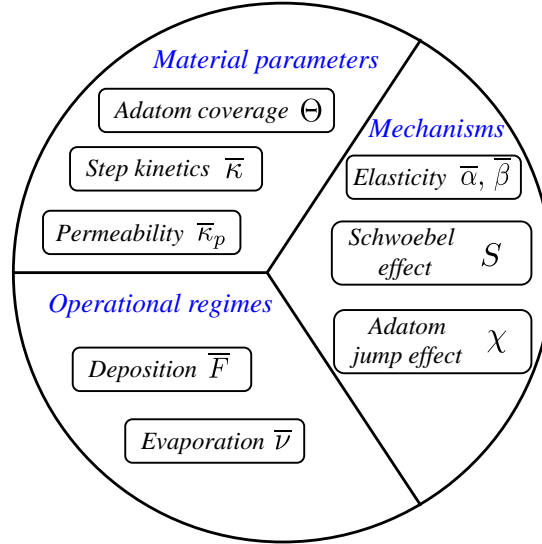 Material parameters
Adatom coverage Θ
Step kinetics κ̅
Permeability κ̅ₚ
Mechanisms
Elasticity α̅, β̅
Schwoebel
effect S
Adatom
jump effect χ
Operational regimes
Deposition F̅
Evaporation ν̅